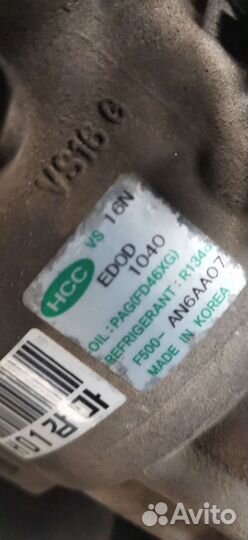 VS16
HCC
VS 16N
EDOD
1040
OIL : PAG(FD46XG)
REFRIGERANT : R134a
F500-AN6AA07
MADE IN KOREA
Avito